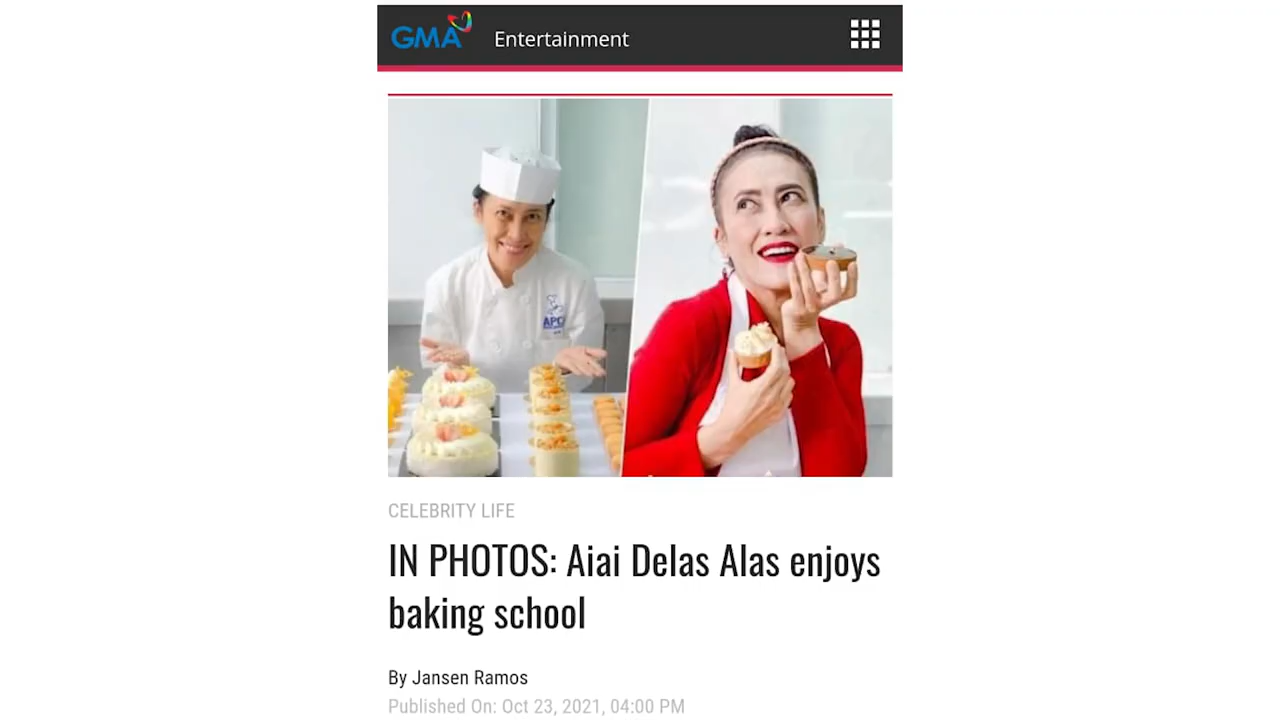 GMA Entertainment
APCA
CELEBRITY LIFE
IN PHOTOS: Aiai Delas Alas enjoys
baking school
By Jansen Ramos
Published On: Oct 23, 2021, 04:00 PM